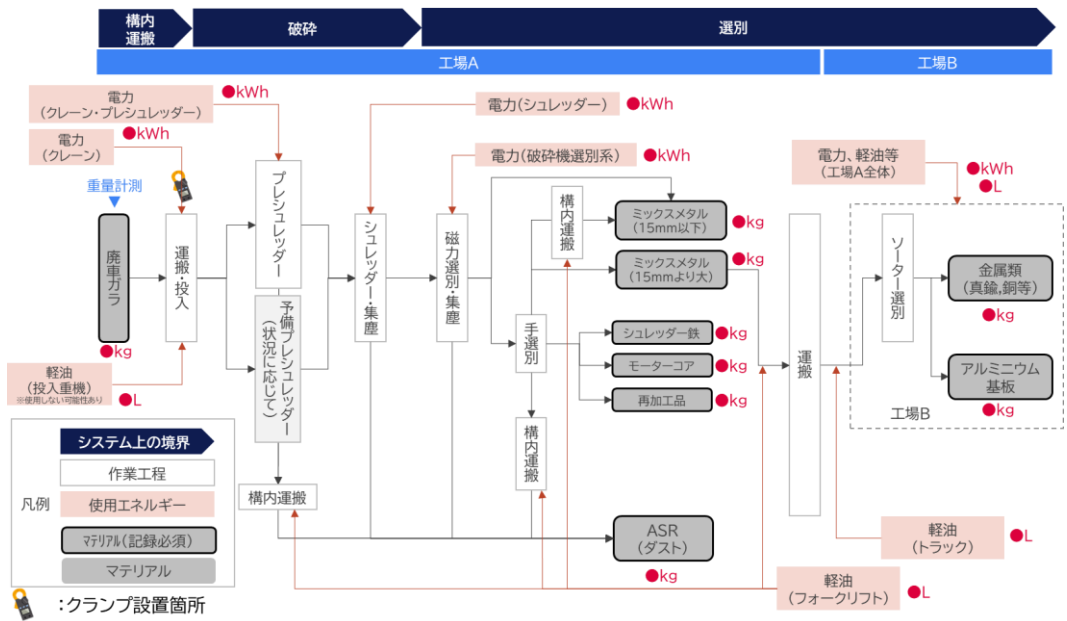 構内
運搬
破砕
選別
工場A
工場B
電力
(クレーン・プレシュレッダー)
●kWh
電力
(クレーン)
●kWh
電力(シュレッダー)
●kWh
電力(破砕機選別系)
●kWh
電力、軽油等
(工場A全体)
●kWh
●L
重量計測
廃車ガラ
●kg
運搬・投入
プレシュレッダー
予備プレシュレッダー
(状況に応じて)
シュレッダー・集塵
磁力選別・集塵
構内運搬
手選別
構内運搬
ミックスメタル
(15mm以下)
●kg
ミックスメタル
(15mmより大)
●kg
シュレッダー鉄
●kg
モーターコア
●kg
再加工品
●kg
運搬
ソーター選別
金属類
(真鍮,銅等)
●kg
アルミニウム
基板
●kg
工場B
軽油
(投入重機)
※使用しない可能性あり
●L
構内運搬
ASR
(ダスト)
●kg
軽油
(トラック)
●L
軽油
(フォークリフト)
●L
凡例
システム上の境界
作業工程
使用エネルギー
マテリアル(記録必須)
マテリアル
:クランプ設置箇所